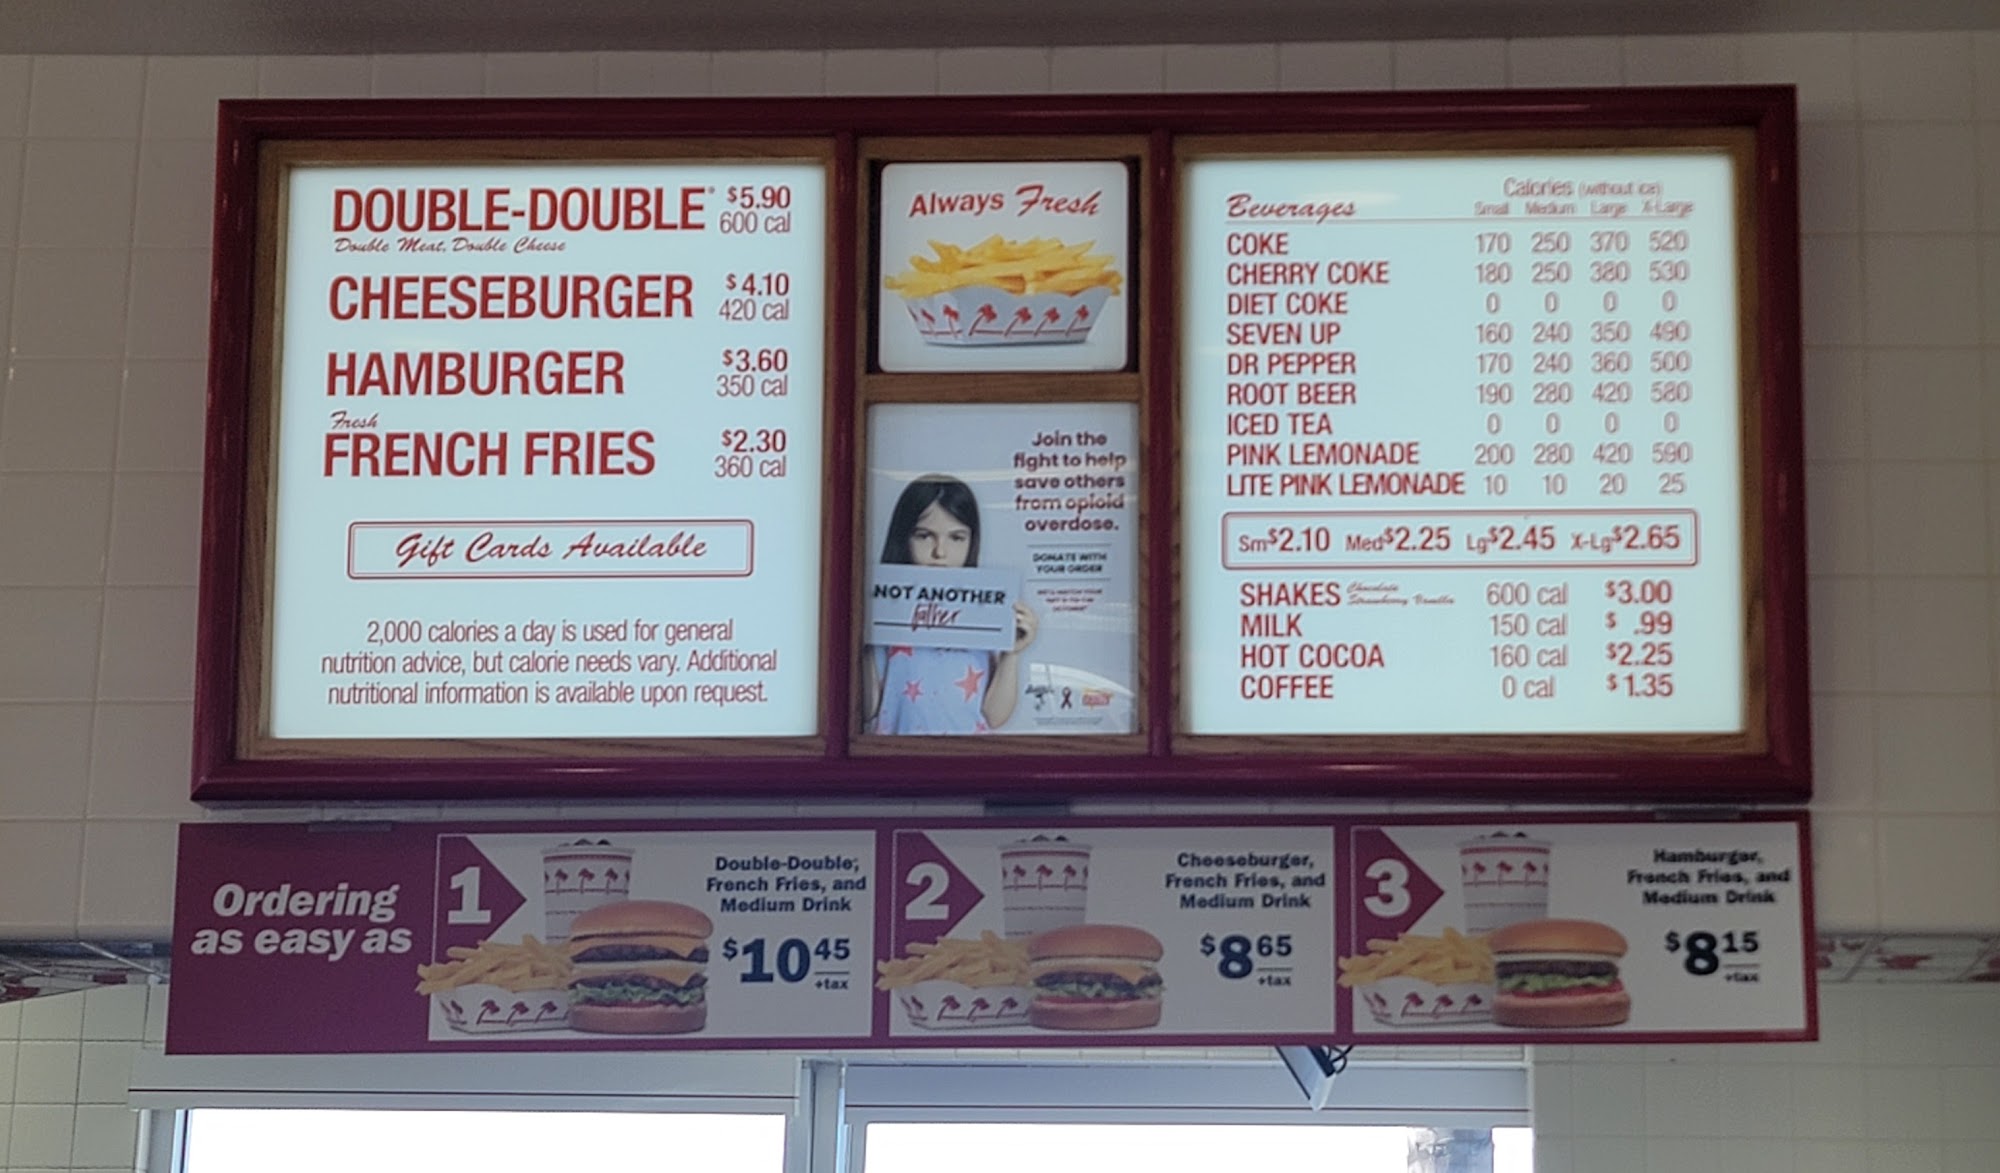 DOUBLE-DOUBLE® $5.90
Double Meat, Double Cheese 600 cal
CHEESEBURGER $4.10
420 cal
HAMBURGER $3.60
350 cal
Fresh
FRENCH FRIES $2.30
360 cal
Gift Cards Available
2,000 calories a day is used for general
nutrition advice, but calorie needs vary. Additional
nutritional information is available upon request.
Always Fresh
Join the
fight to help
save others
from opioid
overdose.
DONATE WITH
YOUR ORDER
NOT ANOTHER
father
Calories (without ice)
Beverages Small Medium Large X-Large
COKE 170 250 370 520
CHERRY COKE 180 250 380 530
DIET COKE 0 0 0 0
SEVEN UP 160 240 350 490
DR PEPPER 170 240 360 500
ROOT BEER 190 280 420 580
ICED TEA 0 0 0 0
PINK LEMONADE 200 280 420 590
LITE PINK LEMONADE 10 10 20 25
Sm$2.10 Med$2.25 Lg$2.45 X-Lg$2.65
SHAKES Chocolate Strawberry Vanilla 600 cal $3.00
MILK 150 cal $ .99
HOT COCOA 160 cal $2.25
COFFEE 0 cal $1.35
Ordering
as easy as
1
Double-Double,
French Fries, and
Medium Drink
$10 45
+tax
2
Cheeseburger,
French Fries, and
Medium Drink
$8 65
+tax
3
Hamburger,
French Fries, and
Medium Drink
$8 15
+tax